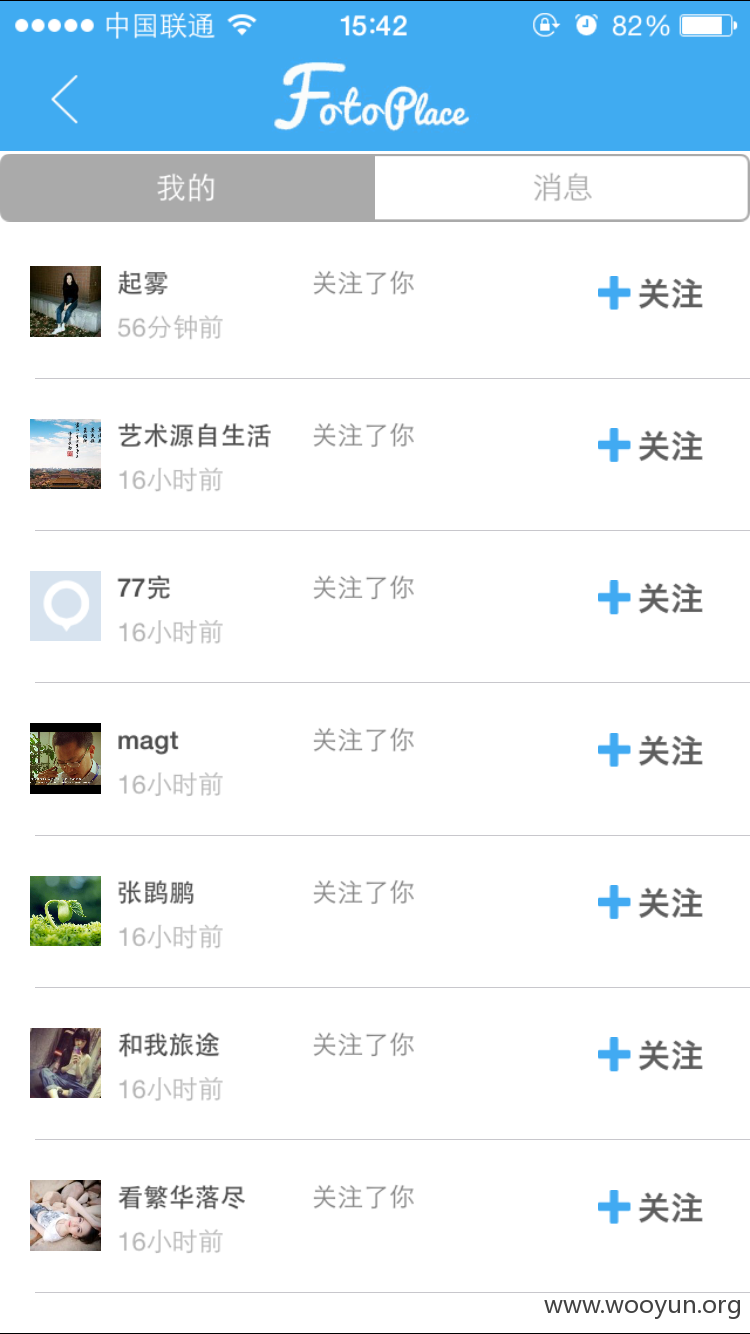 中国联通 15:42 82%
FotoPlace
我的 消息
起雾 关注了你 关注
56分钟前
艺术源自生活 关注了你 关注
16小时前
77完 关注了你 关注
16小时前
magt 关注了你 关注
16小时前
张鹍鹏 关注了你 关注
16小时前
和我旅途 关注了你 关注
16小时前
看繁华落尽 关注了你 关注
16小时前
www.wooyun.org